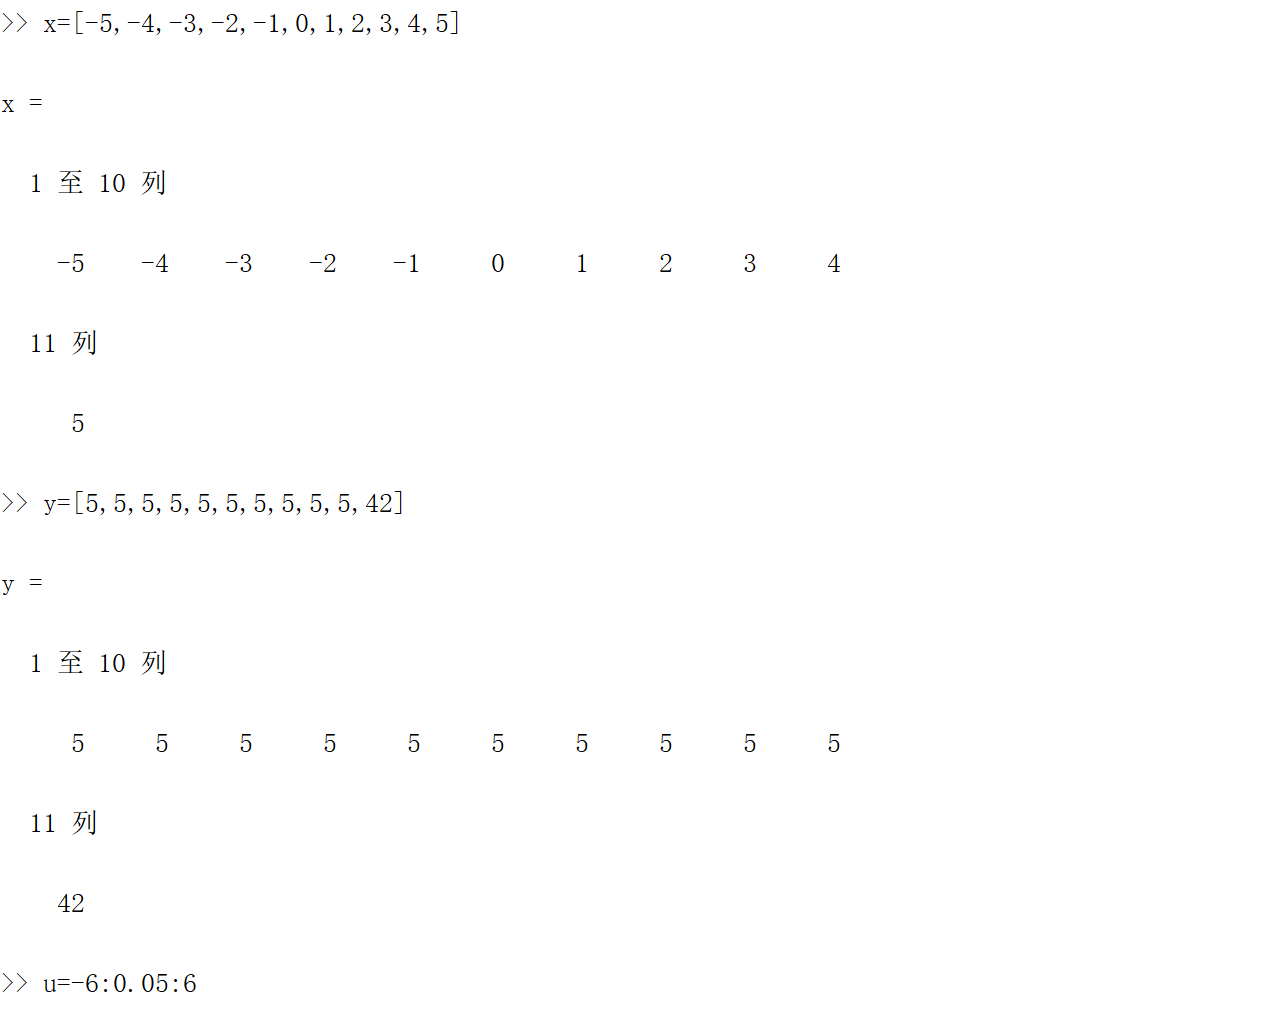 >> x=[-5,-4,-3,-2,-1,0,1,2,3,4,5]
x =
1 至 10 列
-5 -4 -3 -2 -1 0 1 2 3 4
11 列
5
>> y=[5,5,5,5,5,5,5,5,5,5,42]
y =
1 至 10 列
5 5 5 5 5 5 5 5 5 5
11 列
42
>> u=-6:0.05:6